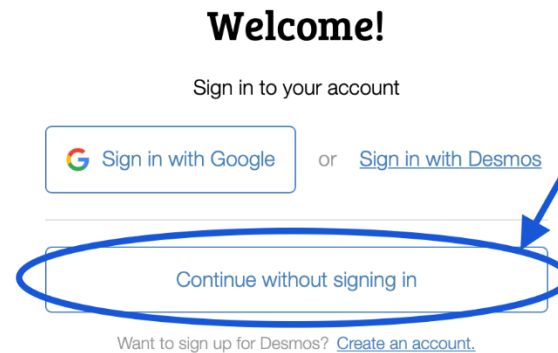 Welcome!
Sign in to your account
Sign in with Google or Sign in with Desmos
Continue without signing in
Want to sign up for Desmos? Create an account.